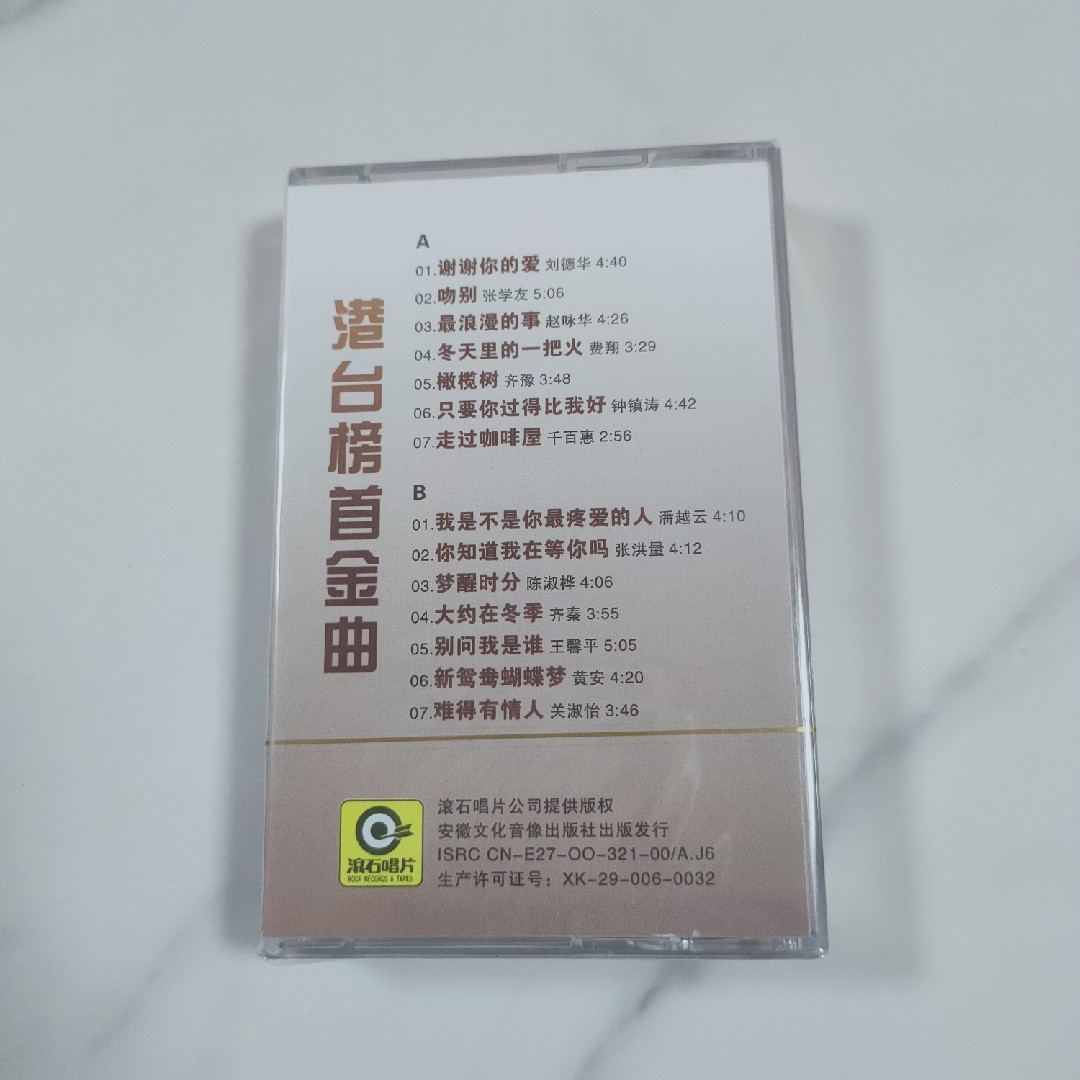 港台榜首金曲
A
01.谢谢你的爱 刘德华 4:40
02.吻别 张学友 5:06
03.最浪漫的事 赵咏华 4:26
04.冬天里的一把火 费翔 3:29
05.橄榄树 齐豫 3:48
06.只要你过得比我好 钟镇涛 4:42
07.走过咖啡屋 千百惠 2:56
B
01.我是不是你最疼爱的人 潘越云 4:10
02.你知道我在等你吗 张洪量 4:12
03.梦醒时分 陈淑桦 4:06
04.大约在冬季 齐秦 3:55
05.别问我是谁 王馨平 5:05
06.新鸳鸯蝴蝶梦 黄安 4:20
07.难得有情人 关淑怡 3:46
滚石唱片
ROCK RECORDS & TAPES
滚石唱片公司提供版权
安徽文化音像出版社出版发行
ISRC CN-E27-OO-321-00/A.J6
生产许可证号：XK-29-006-0032